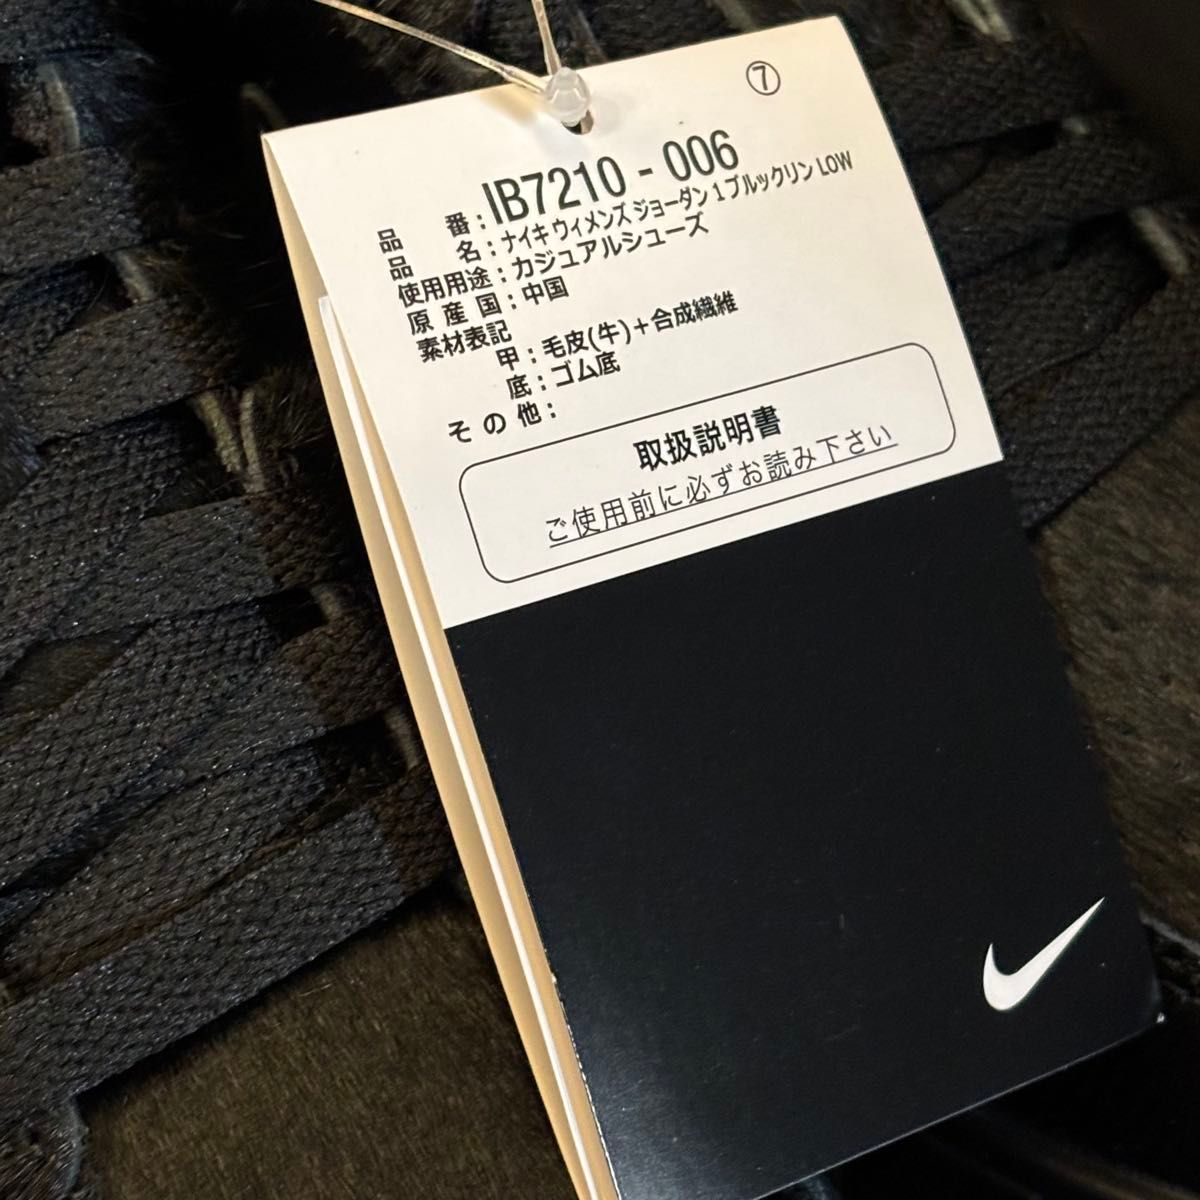 ⑦
品番：IB7210 - 006
品名：ナイキ ウィメンズ ジョーダン 1 ブルックリン LOW
使用用途：カジュアルシューズ
原産国：中国
素材表記
甲：毛皮(牛)＋合成繊維
底：ゴム底
その他：
取扱説明書
ご使用前に必ずお読み下さい